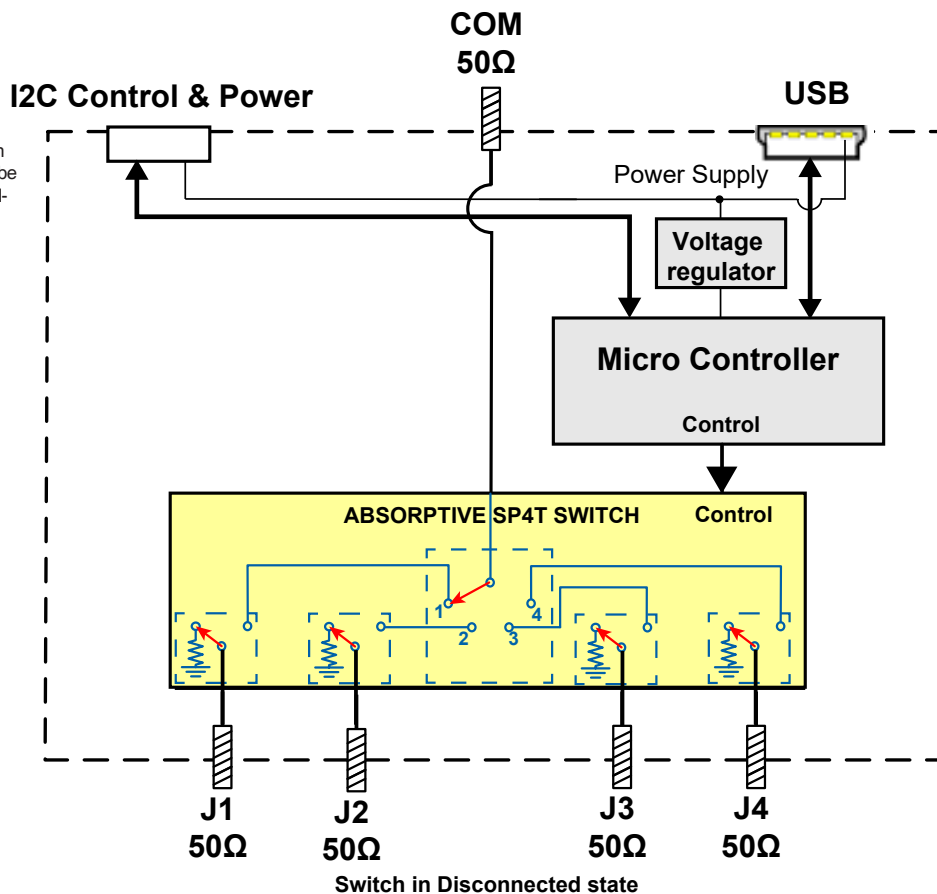 COM
50Ω
I2C Control & Power
USB
be
Power Supply
Voltage
regulator
Micro Controller
Control
ABSORPTIVE SP4T SWITCH
Control
1
2
3
4
J1
50Ω
J2
50Ω
J3
50Ω
J4
50Ω
Switch in Disconnected state